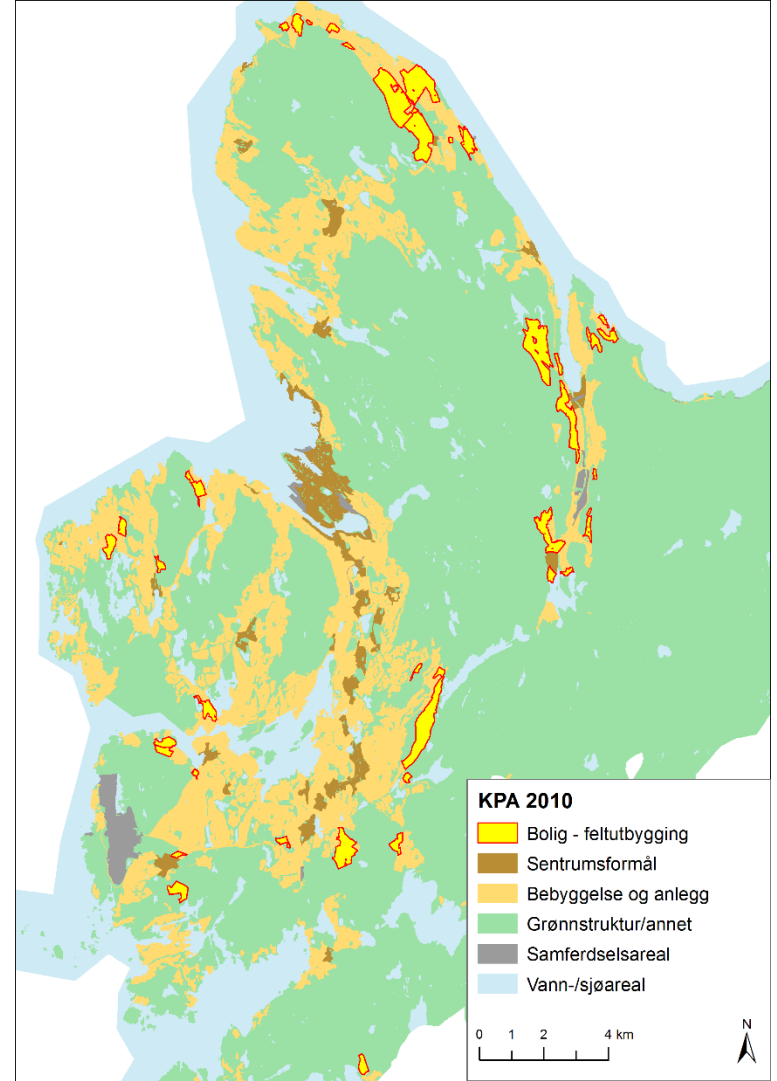 KPA 2010
Bolig - feltutbygging
Sentrumsformål
Bebyggelse og anlegg
Grønnstruktur/annet
Samferdselsareal
Vann-/sjøareal
0 1 2 4 km
N